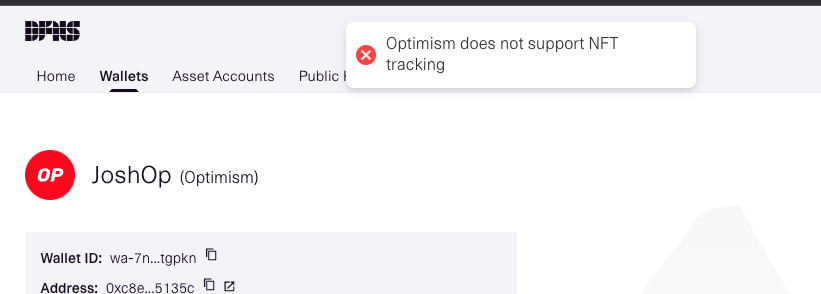 DFNS
Optimism does not support NFT
tracking
Home Wallets Asset Accounts Public
OP JoshOp (Optimism)
Wallet ID: wa-7n...tgpkn
Address: 0xc8e...5135c